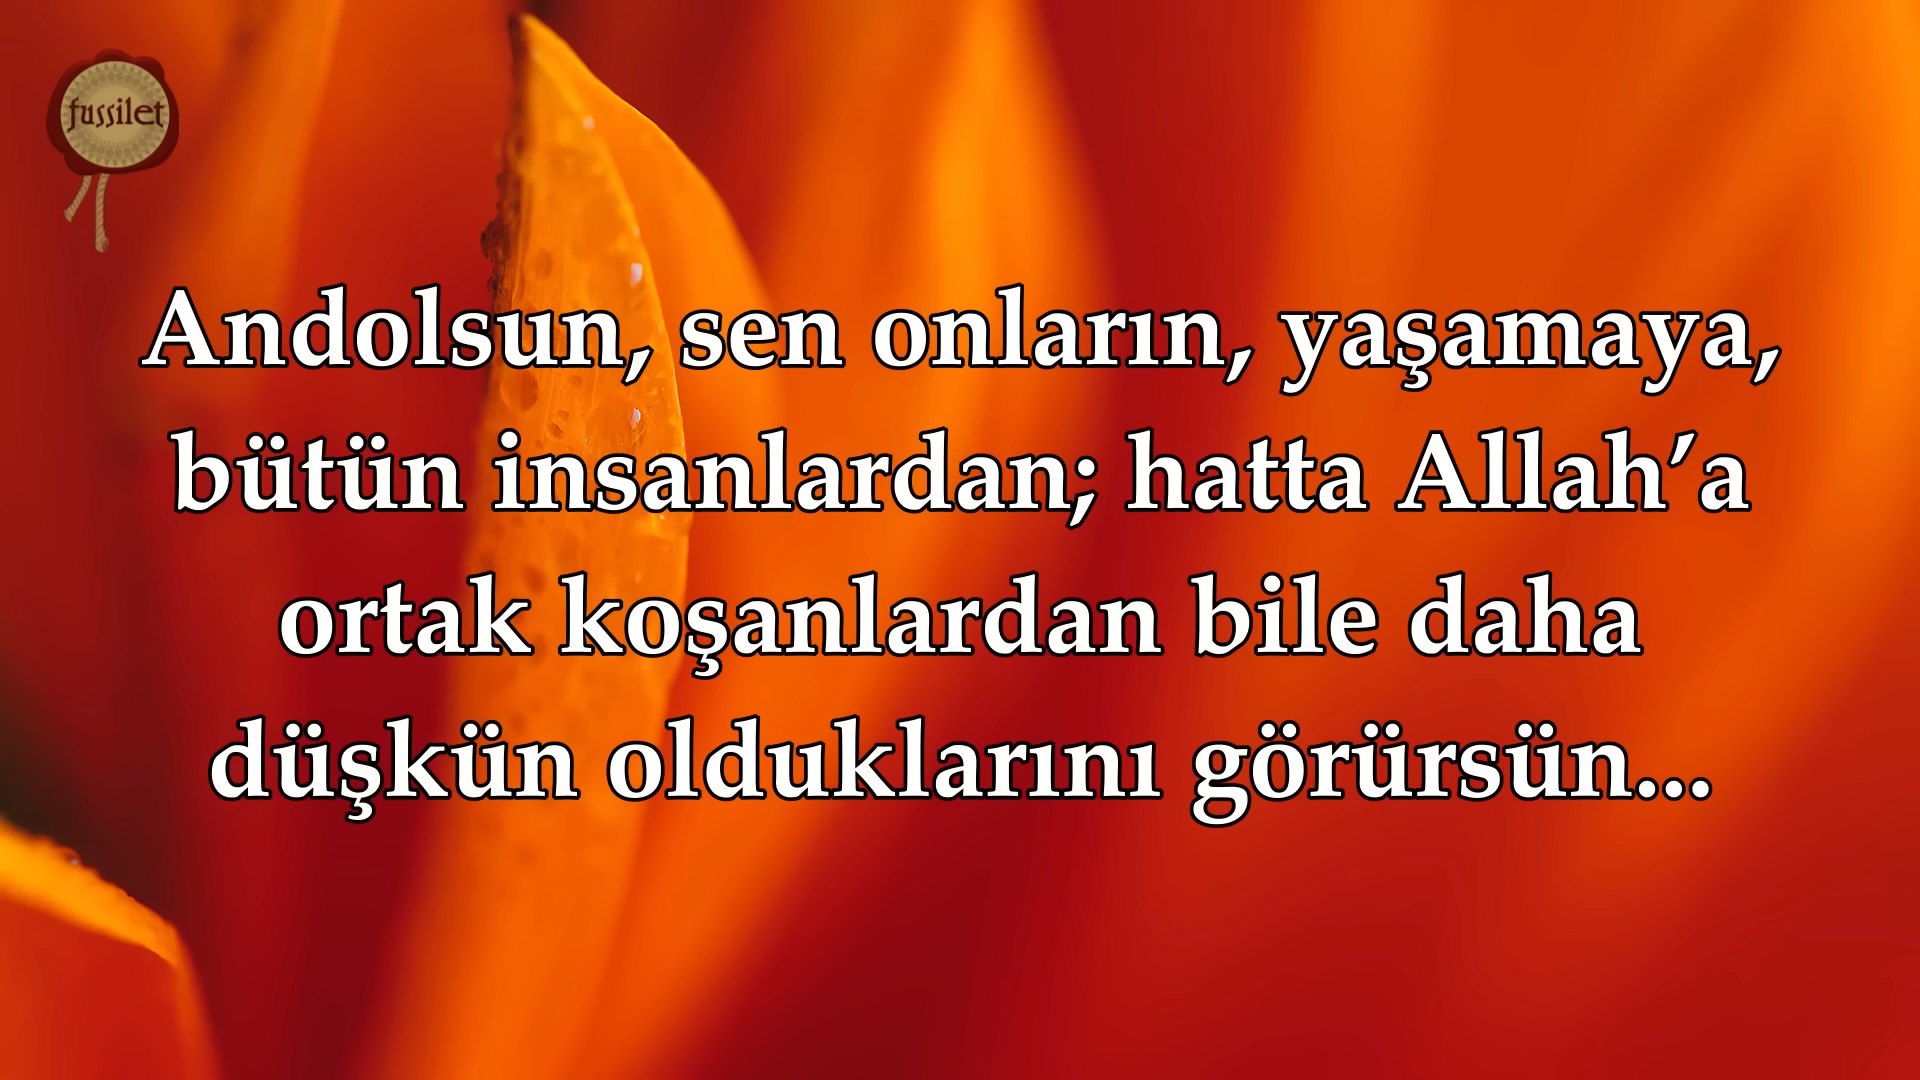 fussilet
Andolsun, sen onların, yaşamaya,
bütün insanlardan; hatta Allah’a
ortak koşanlardan bile daha
düşkün olduklarını görürsün...